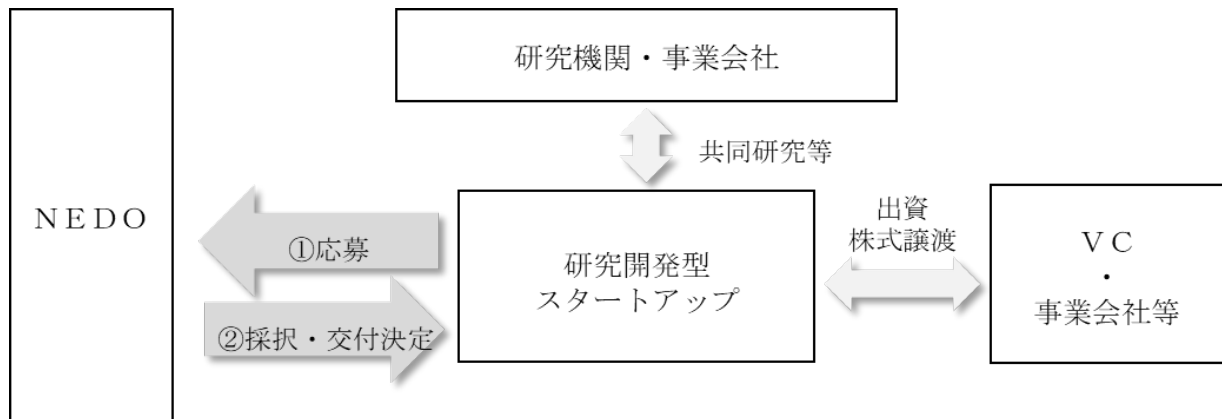 研究機関・事業会社
共同研究等
ＮＥＤＯ
①応募
②採択・交付決定
研究開発型
スタートアップ
出資
株式譲渡
ＶＣ
・
事業会社等